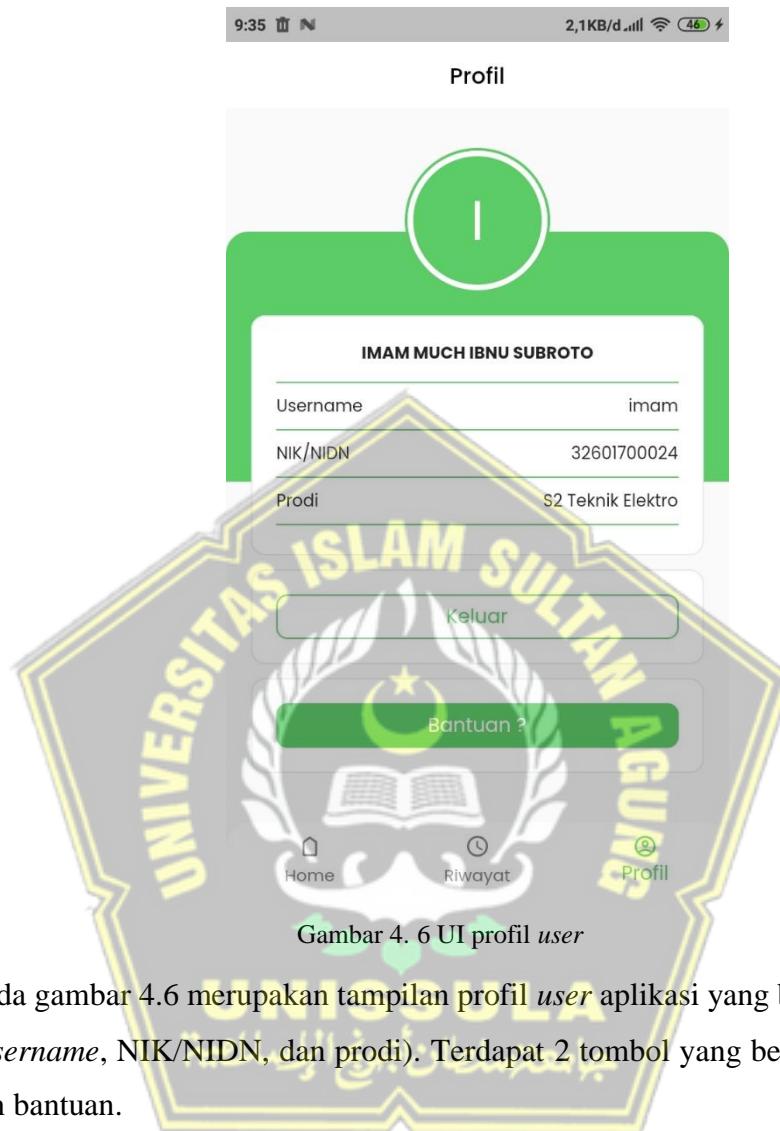 9:35 2,1KB/d 46
Profil
I
IMAM MUCH IBNU SUBROTO
Username imam
NIK/NIDN 32601700024
Prodi S2 Teknik Elektro
Keluar
Bantuan ?
Home Riwayat Profil
UNIVERSITAS ISLAM SULTAN AGUNG
Gambar 4. 6 UI profil user
da gambar 4.6 merupakan tampilan profil user aplikasi yang b
sername, NIK/NIDN, dan prodi). Terdapat 2 tombol yang be
bantuan.
UNISSULA